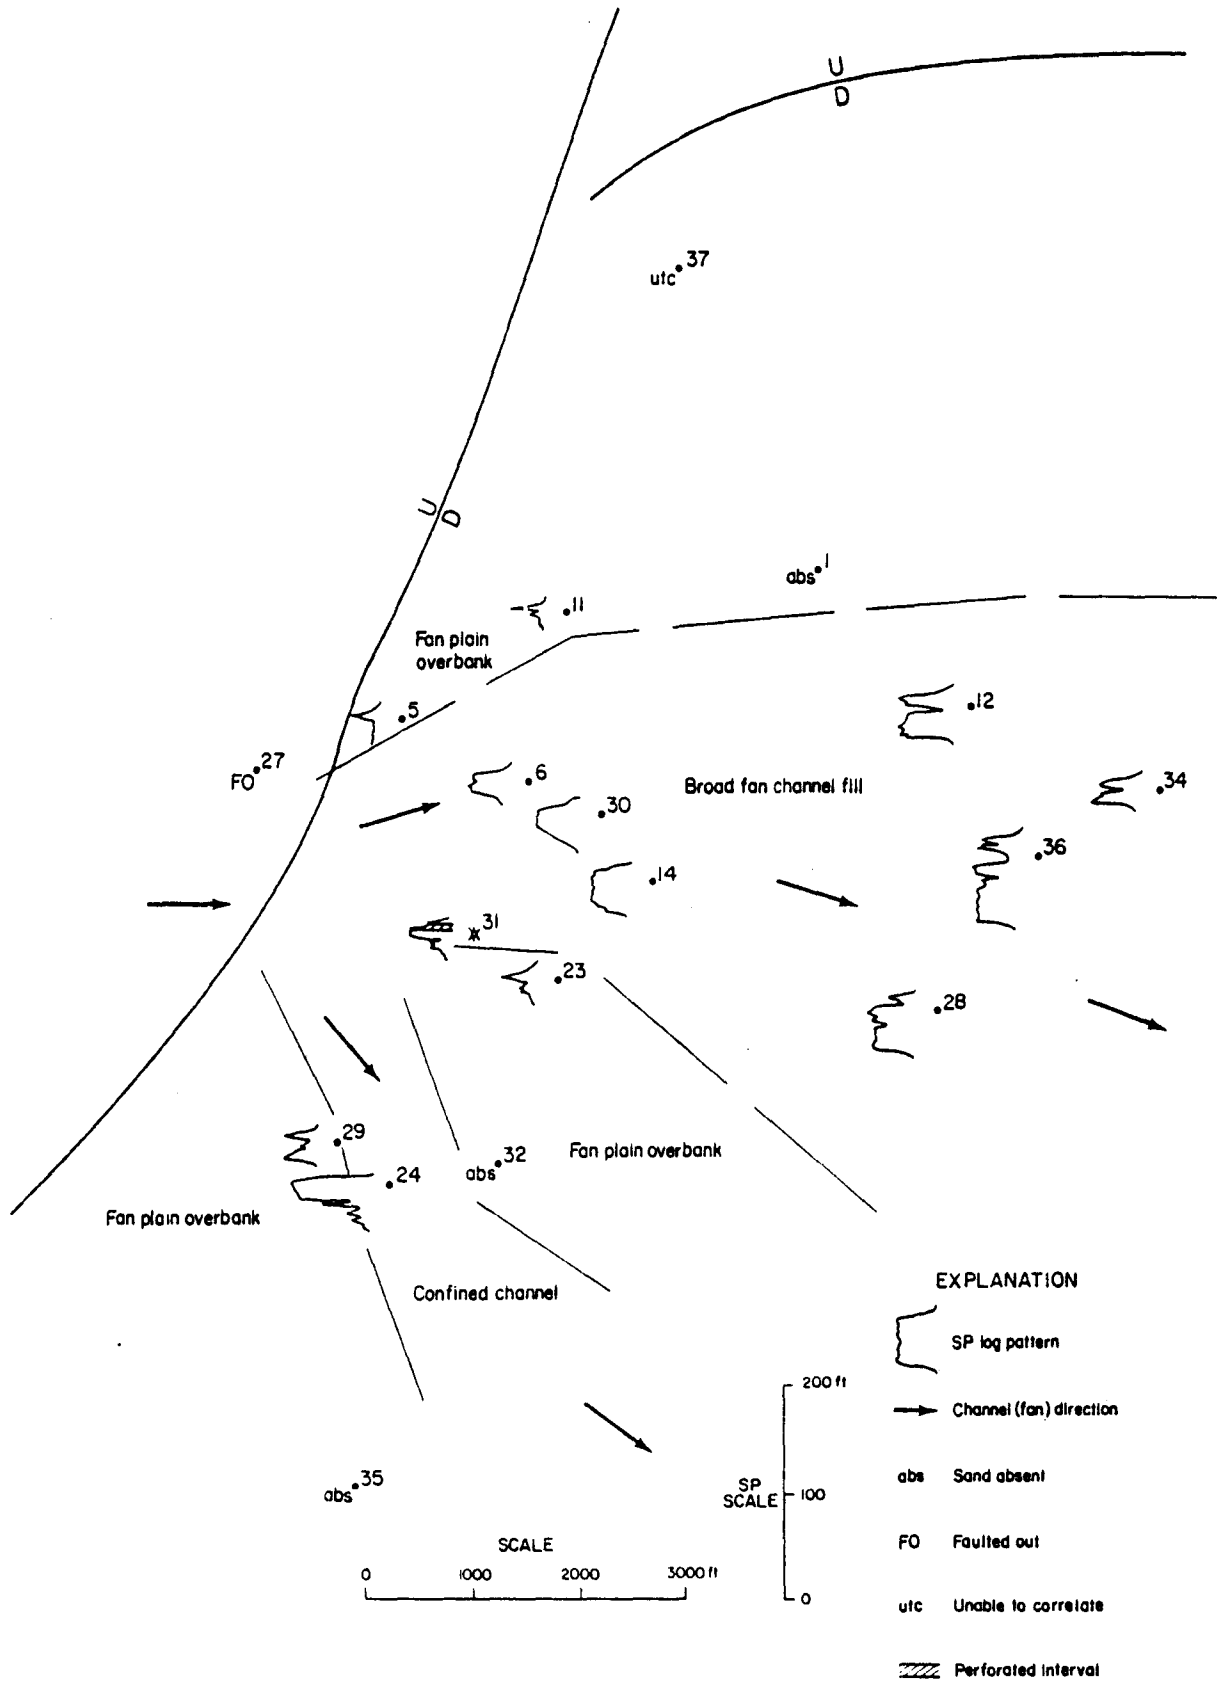 U
D
utc 37
U
D
abs 1
11
Fan plain
overbank
5
12
FO 27
6
Broad fan channel fill
34
30
36
14
31
23
28
29
Fan plain overbank
abs 32
24
Fan plain overbank
Confined channel
EXPLANATION
SP log pattern
200 ft
Channel (fan) direction
abs 35
abs Sand absent
SP
SCALE
100
FO Faulted out
SCALE
0 1000 2000 3000 ft
0
utc Unable to correlate
Perforated interval